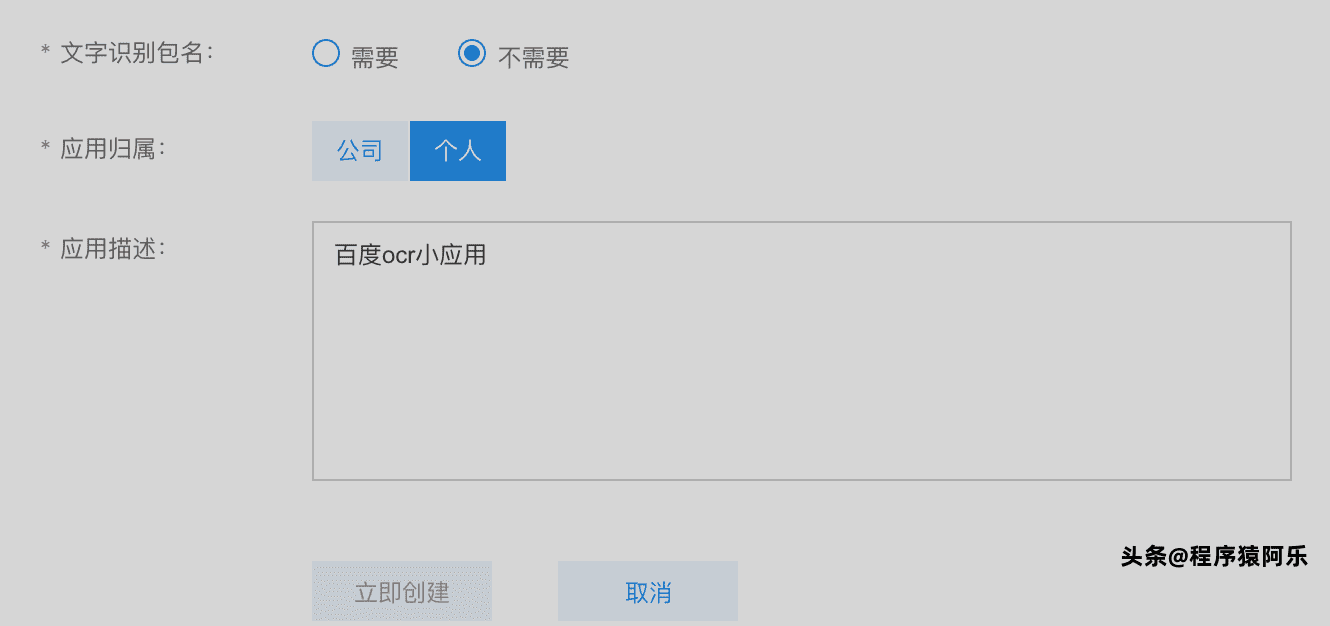 * 文字识别包名: 需要 不需要
* 应用归属: 公司 个人
* 应用描述: 百度ocr小应用
头条@程序猿阿乐
立即创建 取消